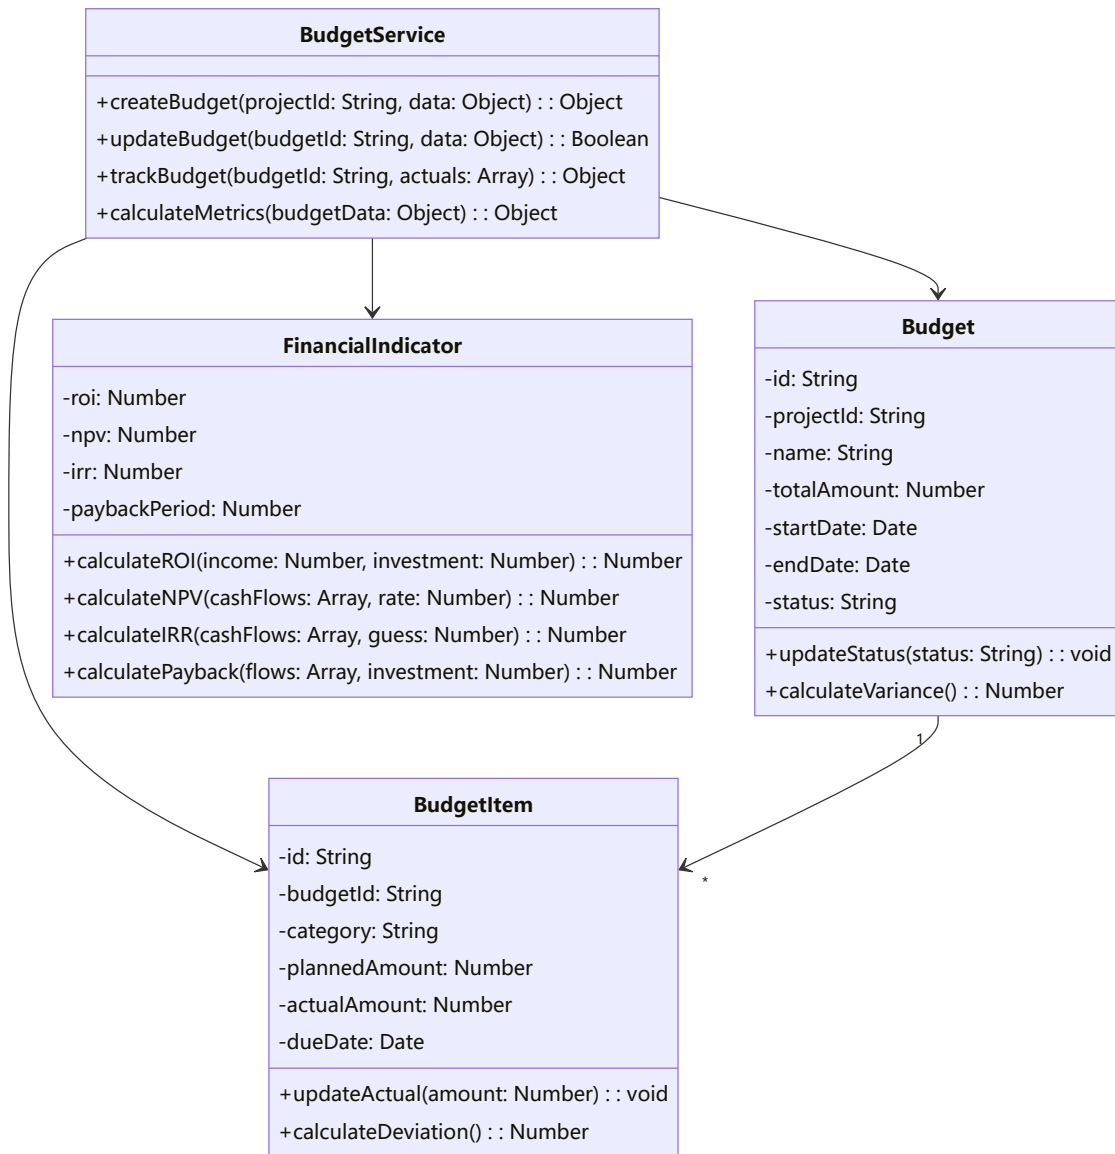 BudgetService
+createBudget(projectId: String, data: Object) : : Object
+updateBudget(budgetId: String, data: Object) : : Boolean
+trackBudget(budgetId: String, actuals: Array) : : Object
+calculateMetrics(budgetData: Object) : : Object
FinancialIndicator
-roi: Number
-npv: Number
-irr: Number
-paybackPeriod: Number
+calculateROI(income: Number, investment: Number) : : Number
+calculateNPV(cashFlows: Array, rate: Number) : : Number
+calculateIRR(cashFlows: Array, guess: Number) : : Number
+calculatePayback(flows: Array, investment: Number) : : Number
Budget
-id: String
-projectId: String
-name: String
-totalAmount: Number
-startDate: Date
-endDate: Date
-status: String
+updateStatus(status: String) : : void
+calculateVariance() : : Number
1
*
BudgetItem
-id: String
-budgetId: String
-category: String
-plannedAmount: Number
-actualAmount: Number
-dueDate: Date
+updateActual(amount: Number) : : void
+calculateDeviation() : : Number